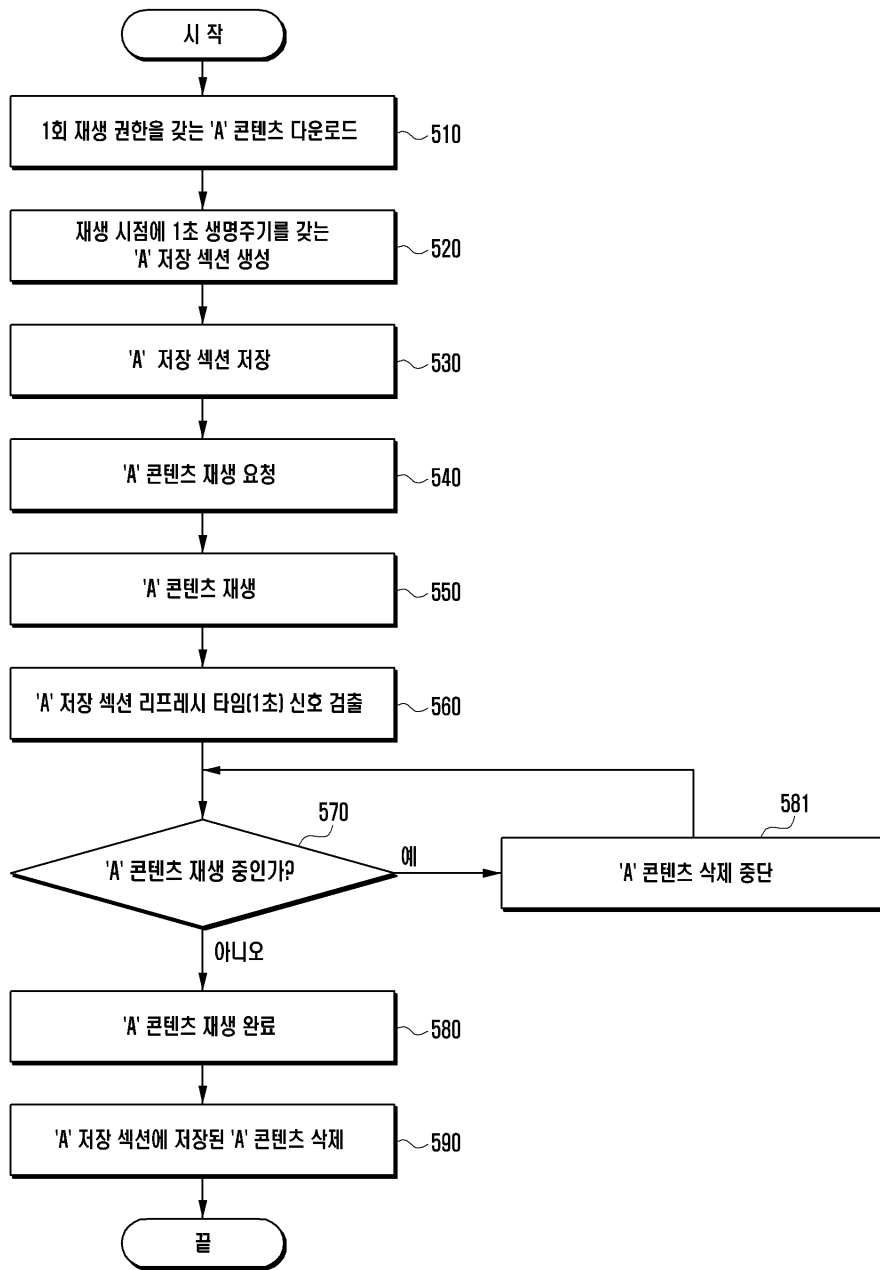 시 작
1회 재생 권한을 갖는 'A' 콘텐츠 다운로드
510
재생 시점에 1초 생명주기를 갖는
'A' 저장 섹션 생성
520
'A' 저장 섹션 저장
530
'A' 콘텐츠 재생 요청
540
'A' 콘텐츠 재생
550
'A' 저장 섹션 리프레시 타임(1초) 신호 검출
560
570
'A' 콘텐츠 재생 중인가?
예
581
'A' 콘텐츠 삭제 중단
아니오
'A' 콘텐츠 재생 완료
580
'A' 저장 섹션에 저장된 'A' 콘텐츠 삭제
590
끝